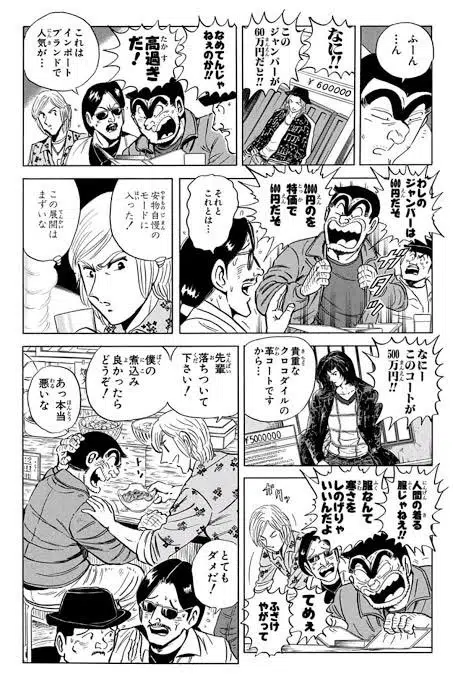 ふーん
…ん
なに!!
この
ジャンパーが
60万円だと!?
¥600000
なめてんじゃ
ねぇのか!!
高過ぎ
だ!
これは
インポート
ブランドで
人気が…
わしの
ジャンパーは
600円だぞ
2000円のを
特価で
600円だぞ
それと
これとは…
安物自慢の
モードに
入った!
この展開は
まずいな
なにー
このコートが
500万円!!
¥5000000
貴重な
クロコダイルの
革コートです
から…
人間の着る
服じゃねえ!!
服なんて
寒さを
しのげりゃ
いいんだよ
てめぇ
ふざけ
やがって
先輩
落ちついて
下さい!
僕の
煮込み
良かったら
どうぞ!
あっ本当
悪いな
とても
ダメだ!